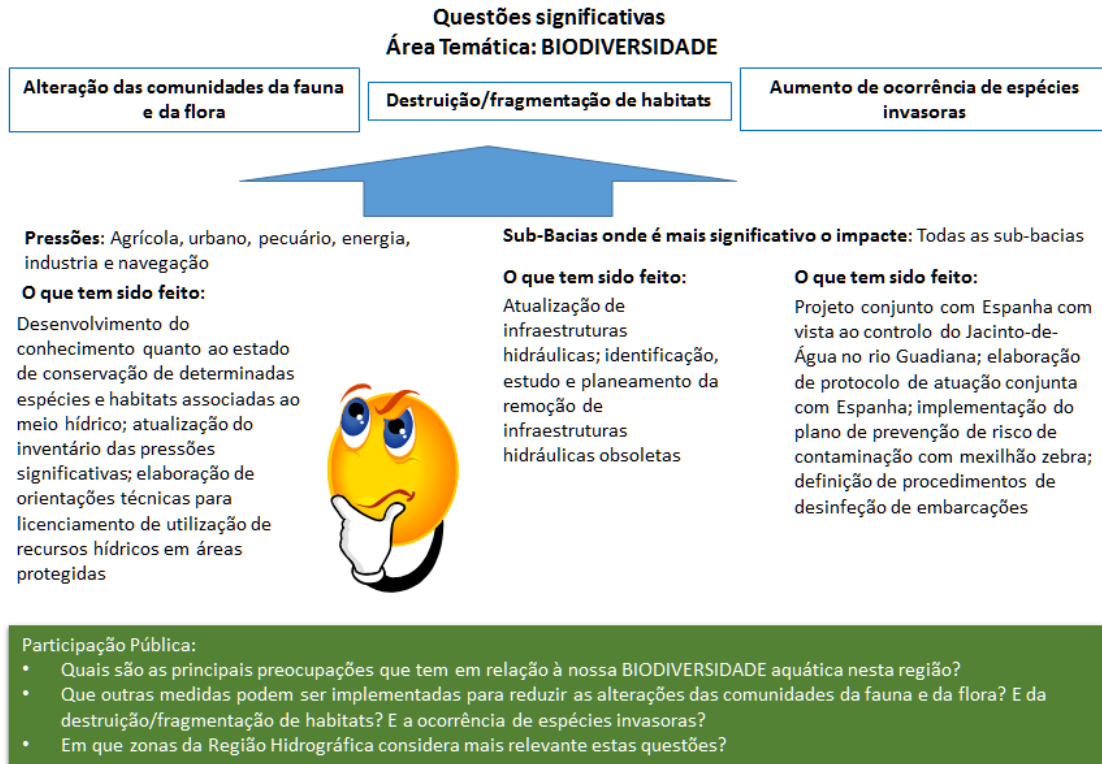 Questões significativas
Área Temática: BIODIVERSIDADE
Alteração das comunidades da fauna
e da flora
Destruição/fragmentação de habitats
Aumento de ocorrência de espécies
invasoras
Pressões: Agrícola, urbano, pecuário, energia,
industria e navegação
O que tem sido feito:
Desenvolvimento do
conhecimento quanto ao estado
de conservação de determinadas
espécies e habitats associadas ao
meio hídrico; atualização do
inventário das pressões
significativas; elaboração de
orientações técnicas para
licenciamento de utilização de
recursos hídricos em áreas
protegidas
Sub-Bacias onde é mais significativo o impacte: Todas as sub-bacias
O que tem sido feito:
Atualização de
infraestruturas
hidráulicas; identificação,
estudo e planeamento da
remoção de
infraestruturas
hidráulicas obsoletas
O que tem sido feito:
Projeto conjunto com Espanha com
vista ao controlo do Jacinto-de-
Água no rio Guadiana; elaboração
de protocolo de atuação conjunta
com Espanha; implementação do
plano de prevenção de risco de
contaminação com mexilhão zebra;
definição de procedimentos de
desinfeção de embarcações
Participação Pública:
• Quais são as principais preocupações que tem em relação à nossa BIODIVERSIDADE aquática nesta região?
• Que outras medidas podem ser implementadas para reduzir as alterações das comunidades da fauna e da flora? E da
destruição/fragmentação de habitats? E a ocorrência de espécies invasoras?
• Em que zonas da Região Hidrográfica considera mais relevante estas questões?